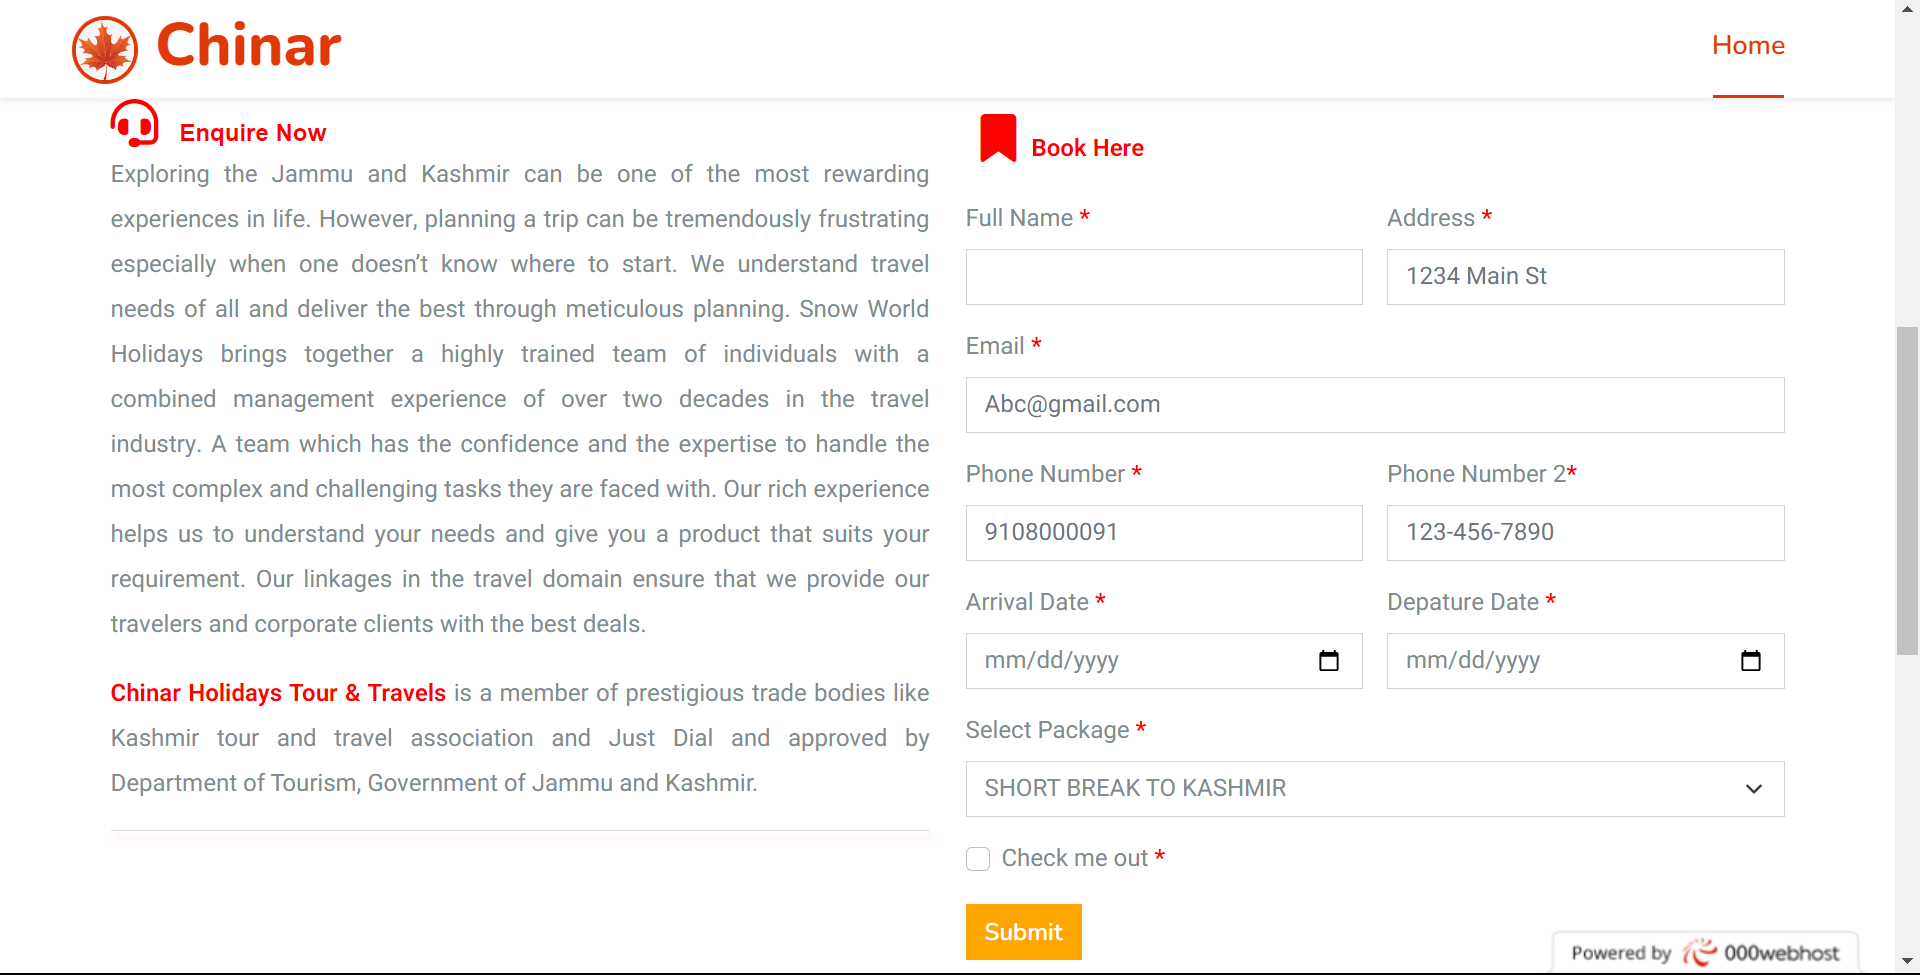 Chinar
Home
Enquire Now
Exploring the Jammu and Kashmir can be one of the most rewarding
experiences in life. However, planning a trip can be tremendously frustrating
especially when one doesn’t know where to start. We understand travel
needs of all and deliver the best through meticulous planning. Snow World
Holidays brings together a highly trained team of individuals with a
combined management experience of over two decades in the travel
industry. A team which has the confidence and the expertise to handle the
most complex and challenging tasks they are faced with. Our rich experience
helps us to understand your needs and give you a product that suits your
requirement. Our linkages in the travel domain ensure that we provide our
travelers and corporate clients with the best deals.
Chinar Holidays Tour & Travels is a member of prestigious trade bodies like
Kashmir tour and travel association and Just Dial and approved by
Department of Tourism, Government of Jammu and Kashmir.
Book Here
Full Name * Address *
1234 Main St
Email *
Abc@gmail.com
Phone Number * Phone Number 2*
9108000091 123-456-7890
Arrival Date * Depature Date *
mm/dd/yyyy mm/dd/yyyy
Select Package *
SHORT BREAK TO KASHMIR
Check me out *
Submit
Powered by 000webhost